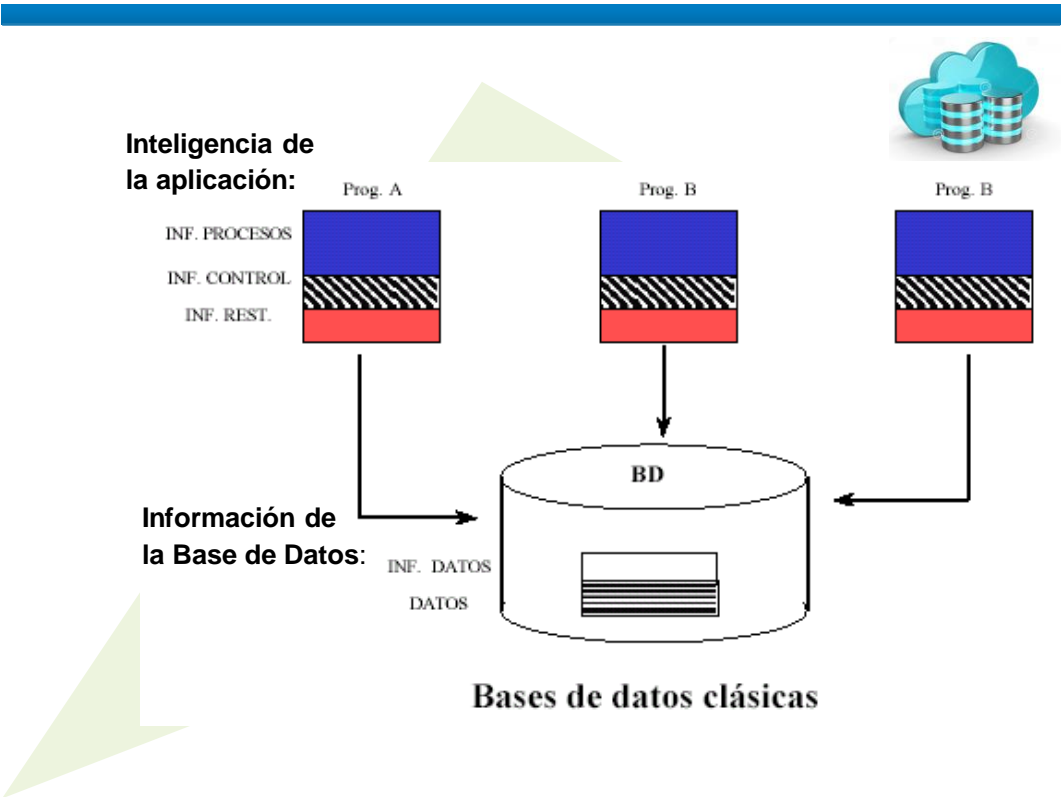 Inteligencia de
la aplicación:
Prog. A
Prog. B
Prog. B
INF. PROCESOS
INF. CONTROL
INF. REST.
BD
Información de
la Base de Datos:
INF. DATOS
DATOS
Bases de datos clásicas